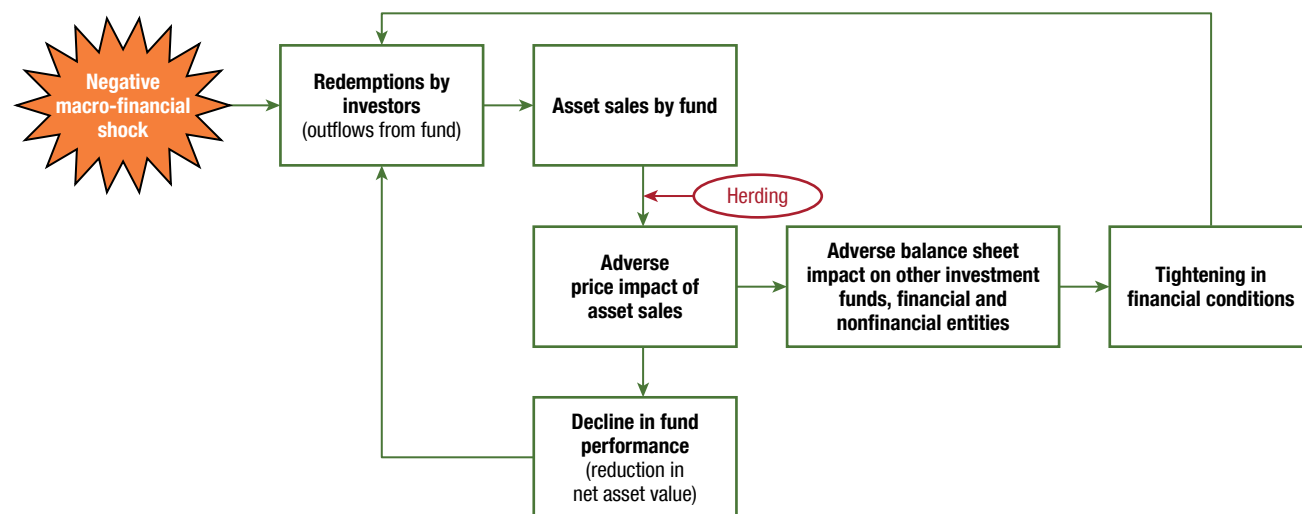 Negative
macro-financial
shock
Redemptions by
investors
(outflows from fund)
Asset sales by fund
Herding
Adverse
price impact of
asset sales
Adverse balance sheet
impact on other investment
funds, financial and
nonfinancial entities
Tightening in
financial conditions
Decline in fund
performance
(reduction in
net asset value)